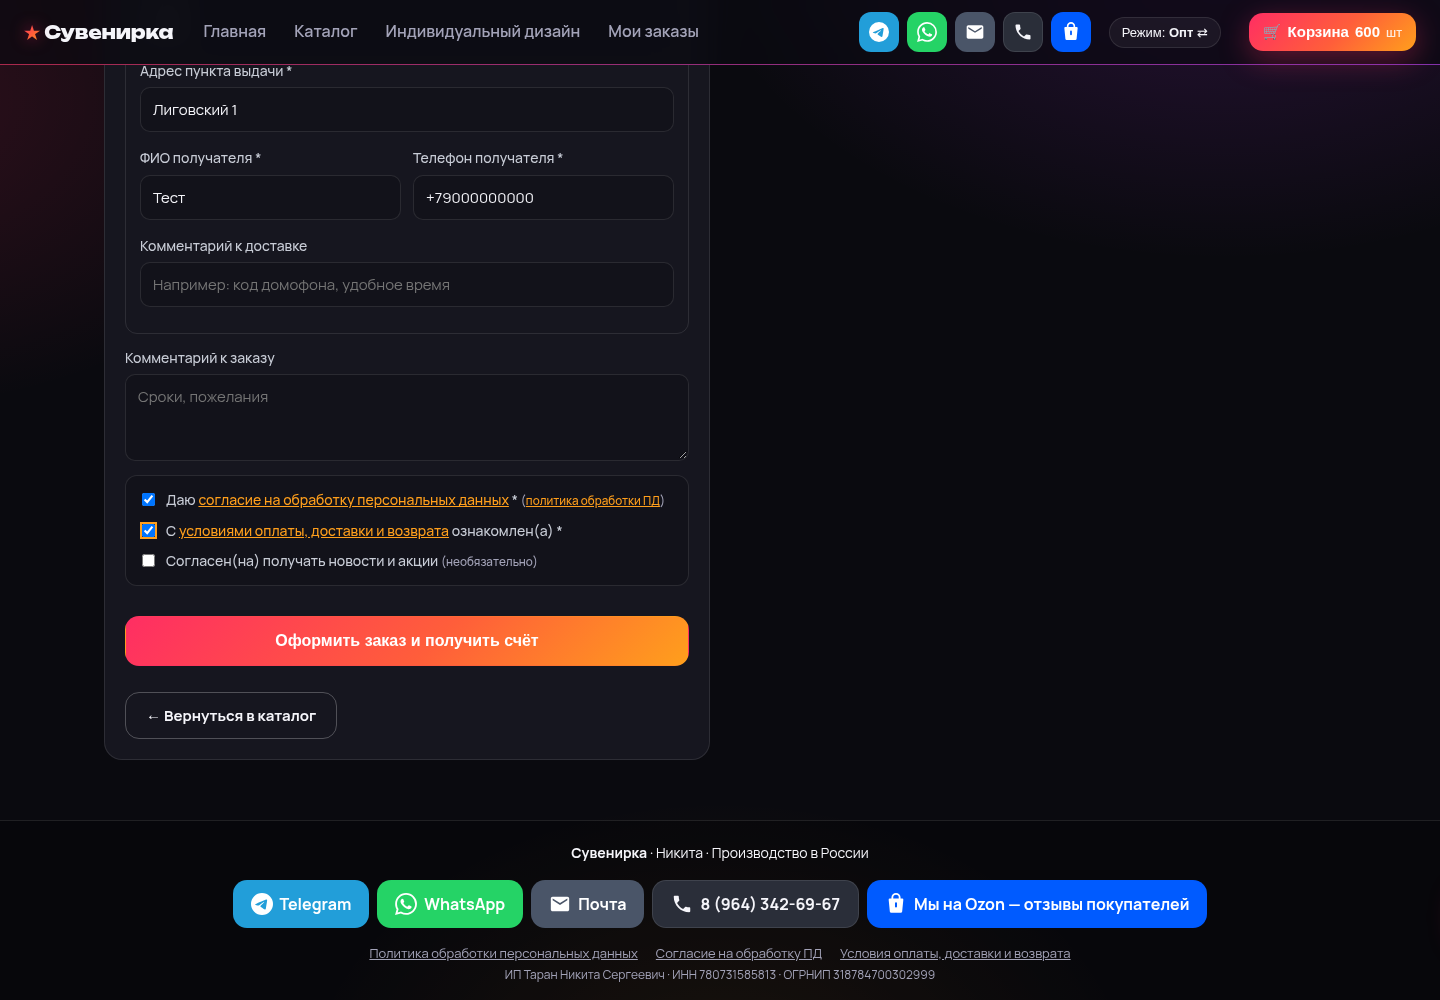 Сувенирка
Главная
Каталог
Индивидуальный дизайн
Мои заказы
Режим: Опт ⇄
Корзина 600 шт
Адрес пункта выдачи *
Лиговский 1
ФИО получателя *
Телефон получателя *
Тест
+79000000000
Комментарий к доставке
Например: код домофона, удобное время
Комментарий к заказу
Сроки, пожелания
Даю согласие на обработку персональных данных * (политика обработки ПД)
С условиями оплаты, доставки и возврата ознакомлен(а) *
Согласен(на) получать новости и акции (необязательно)
Оформить заказ и получить счёт
← Вернуться в каталог
Сувенирка · Никита · Производство в России
Telegram
WhatsApp
Почта
8 (964) 342-69-67
Мы на Ozon — отзывы покупателей
Политика обработки персональных данных
Согласие на обработку ПД
Условия оплаты, доставки и возврата
ИП Таран Никита Сергеевич · ИНН 780731585813 · ОГРНИП 318784700302999